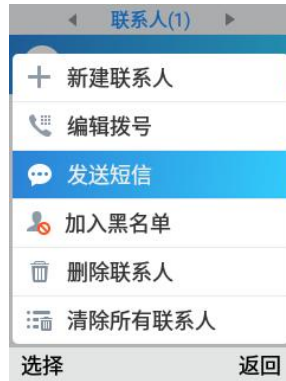 联系人(1)
新建联系人
编辑拨号
发送短信
加入黑名单
删除联系人
清除所有联系人
选择 返回